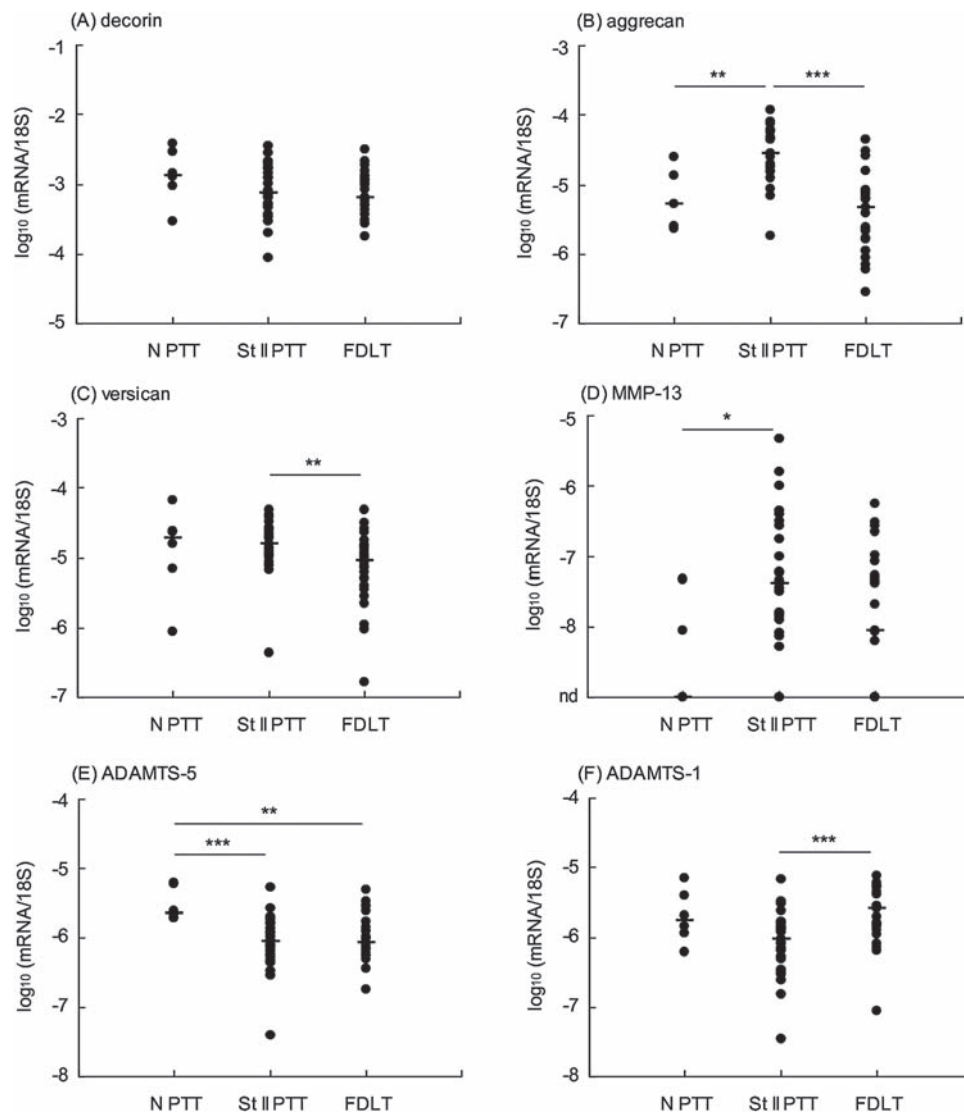 (A) decorin
-1
-2
-3
-4
-5
log₁₀ (mRNA/18S)
N PTT St II PTT FDLT
(B) aggrecan
** ***
-3
-4
-5
-6
-7
log₁₀ (mRNA/18S)
N PTT St II PTT FDLT
(C) versican
**
-3
-4
-5
-6
-7
log₁₀ (mRNA/18S)
N PTT St II PTT FDLT
(D) MMP-13
*
-5
-6
-7
-8
nd
log₁₀ (mRNA/18S)
N PTT St II PTT FDLT
(E) ADAMTS-5
**
***
-4
-5
-6
-7
-8
log₁₀ (mRNA/18S)
N PTT St II PTT FDLT
(F) ADAMTS-1
***
-4
-5
-6
-7
-8
log₁₀ (mRNA/18S)
N PTT St II PTT FDLT